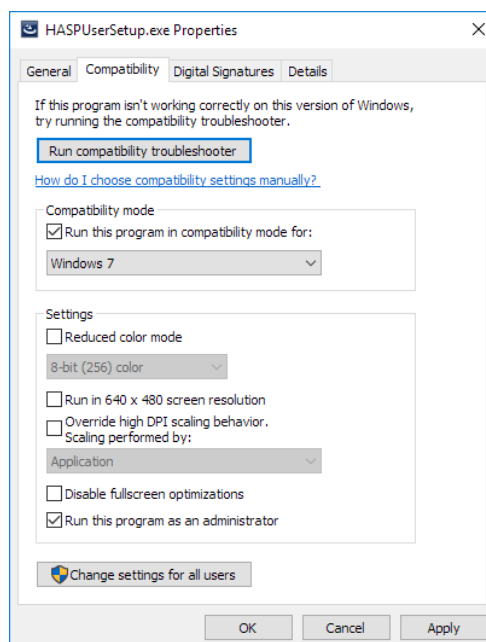 HASPUserSetup.exe Properties
General Compatibility Digital Signatures Details
If this program isn't working correctly on this version of Windows,
try running the compatibility troubleshooter.
Run compatibility troubleshooter
How do I choose compatibility settings manually?
Compatibility mode
Run this program in compatibility mode for:
Windows 7
Settings
Reduced color mode
8-bit (256) color
Run in 640 x 480 screen resolution
Override high DPI scaling behavior.
Scaling performed by:
Application
Disable fullscreen optimizations
Run this program as an administrator
Change settings for all users
OK Cancel Apply